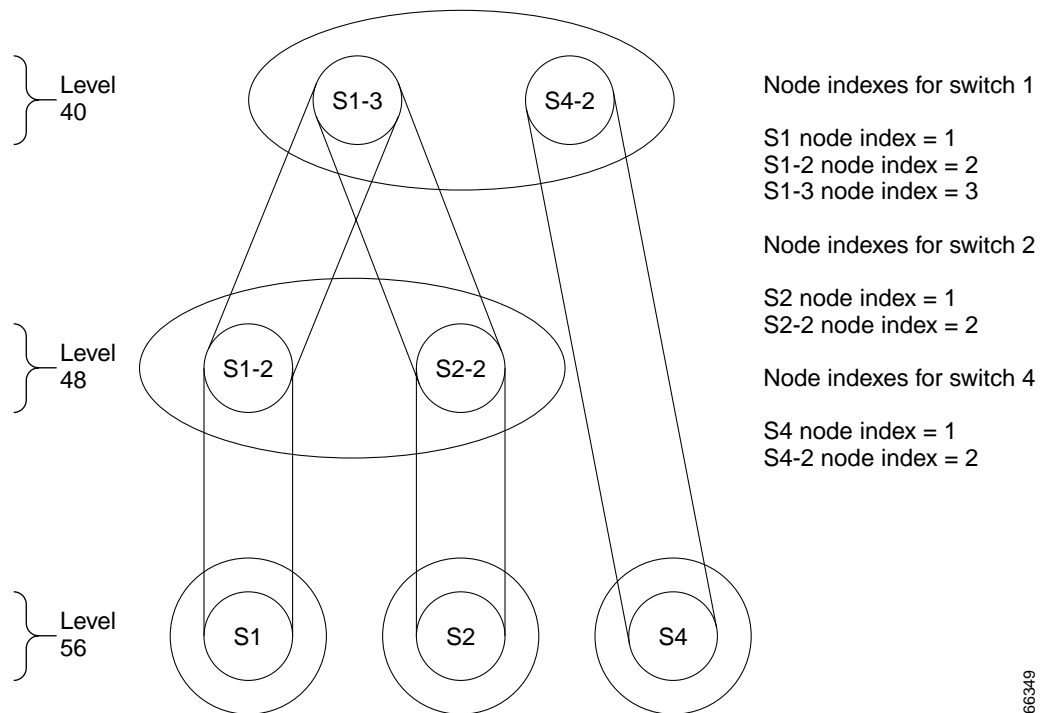 Level
40
S1-3
S4-2
Node indexes for switch 1
S1 node index = 1
S1-2 node index = 2
S1-3 node index = 3
Node indexes for switch 2
S2 node index = 1
S2-2 node index = 2
Level
48
S1-2
S2-2
Node indexes for switch 4
S4 node index = 1
S4-2 node index = 2
Level
56
S1
S2
S4
66349